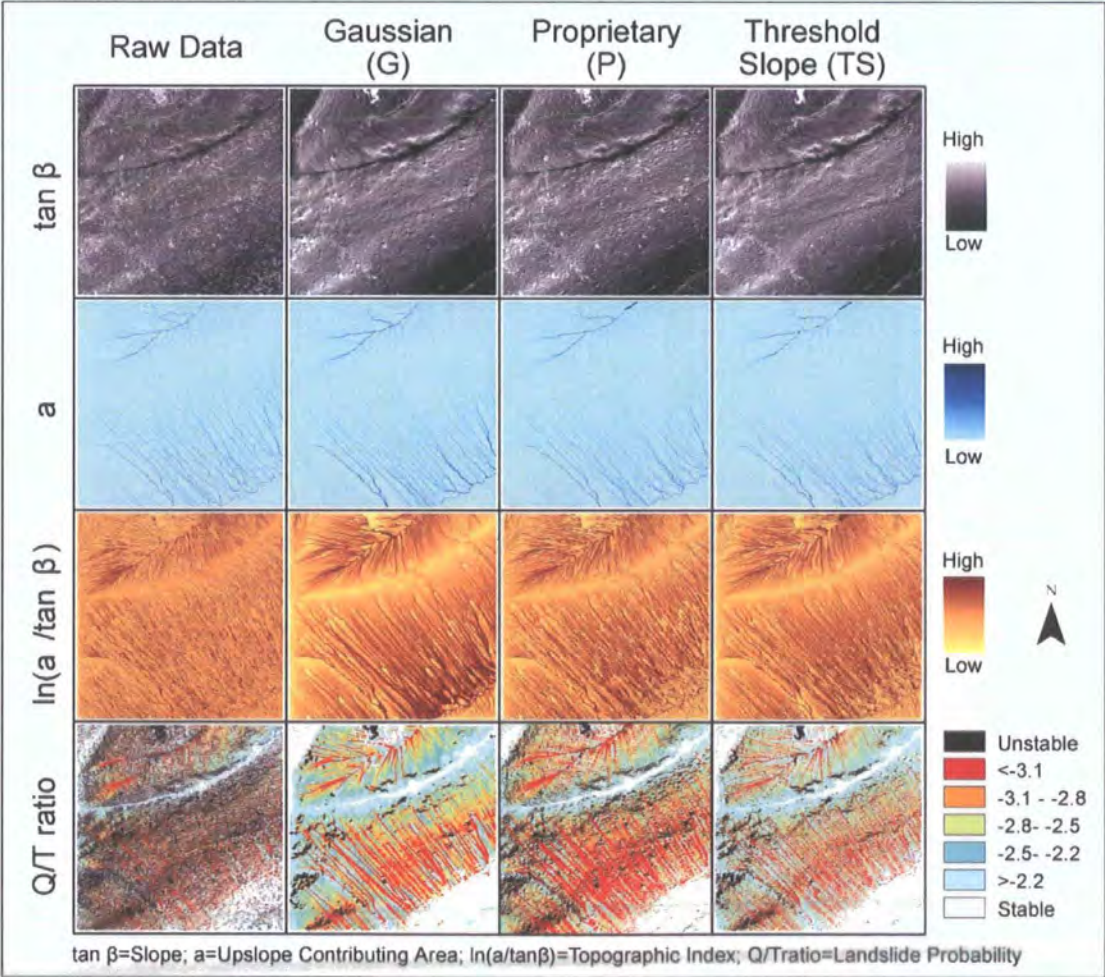 Raw Data
Gaussian
(G)
Proprietary
(P)
Threshold
Slope (TS)
tan β
High
Low
a
High
Low
ln(a /tan β)
High
Low
N
Q/T ratio
Unstable
<-3.1
-3.1 - -2.8
-2.8- -2.5
-2.5- -2.2
>-2.2
Stable
tan β=Slope; a=Upslope Contributing Area; ln(a/tanβ)=Topographic Index; Q/Tratio=Landslide Probability